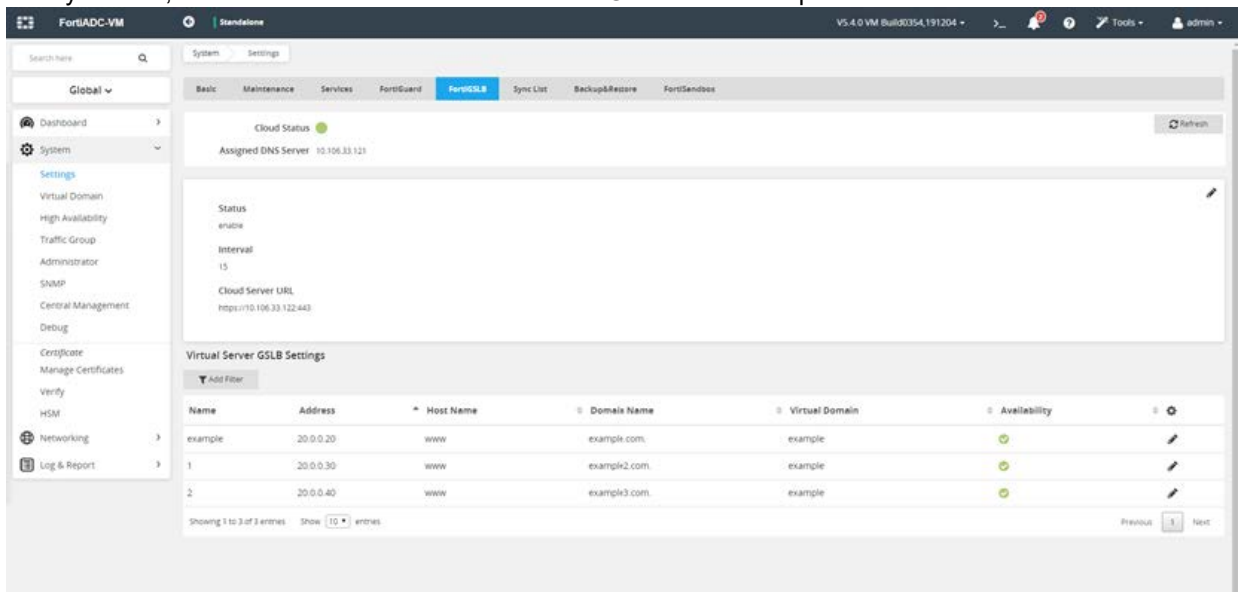 FortiADC-VM
Standalone
V5.4.0 VM Build0354,191204
>_
Tools
admin
Search here
Global
System
Settings
Basic
Maintenance
Services
FortiGuard
FortiGSLB
Sync List
Backup&Restore
FortiSandbox
Dashboard
System
Settings
Virtual Domain
High Availability
Traffic Group
Administrator
SNMP
Central Management
Debug
Certificate
Manage Certificates
Verify
HSM
Networking
Log & Report
Cloud Status
Refresh
Assigned DNS Server 10.106.33.121
Status
enable
Interval
15
Cloud Server URL
https://10.106.33.122:443
Virtual Server GSLB Settings
Add Filter
Name Address Host Name Domain Name Virtual Domain Availability
example 20.0.0.20 www example.com. example
1 20.0.0.30 www example2.com. example
2 20.0.0.40 www example3.com. example
Showing 1 to 3 of 3 entries Show 10 entries Previous 1 Next